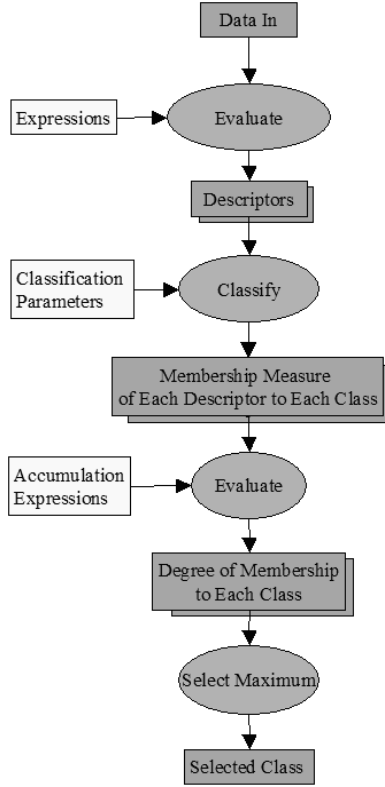 Data In
Expressions
Evaluate
Descriptors
Classification
Parameters
Classify
Membership Measure
of Each Descriptor to Each Class
Accumulation
Expressions
Evaluate
Degree of Membership
to Each Class
Select Maximum
Selected Class